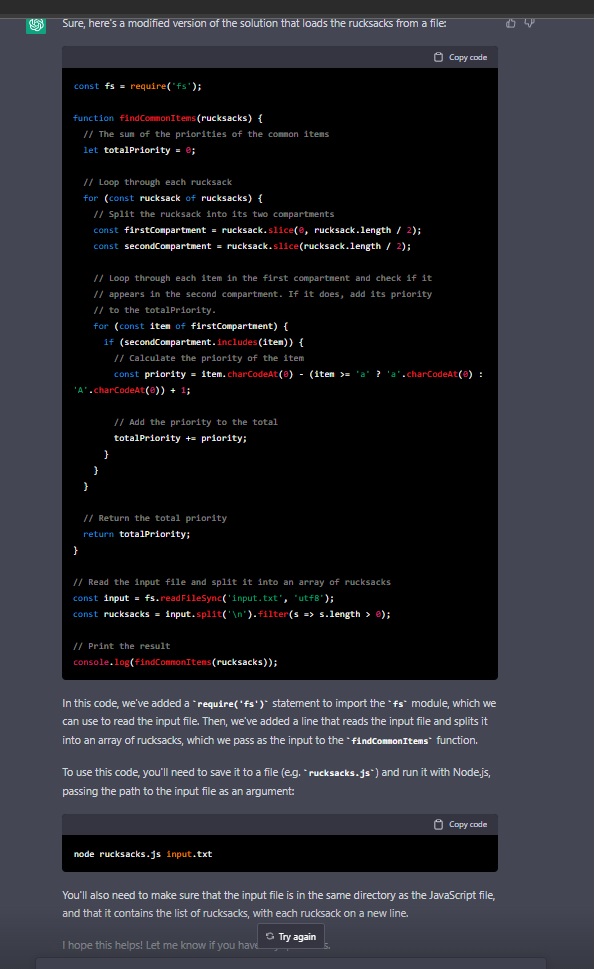 Sure, here's a modified version of the solution that loads the rucksacks from a file:
Copy code
const fs = require('fs');
function findCommonItems(rucksacks) {
// The sum of the priorities of the common items
let totalPriority = 0;
// Loop through each rucksack
for (const rucksack of rucksacks) {
// Split the rucksack into its two compartments
const firstCompartment = rucksack.slice(0, rucksack.length / 2);
const secondCompartment = rucksack.slice(rucksack.length / 2);
// Loop through each item in the first compartment and check if it
// appears in the second compartment. If it does, add its priority
// to the totalPriority.
for (const item of firstCompartment) {
if (secondCompartment.includes(item)) {
// Calculate the priority of the item
const priority = item.charCodeAt(0) - (item >= 'a' ? 'a'.charCodeAt(0) :
'A'.charCodeAt(0)) + 1;
// Add the priority to the total
totalPriority += priority;
}
}
}
// Return the total priority
return totalPriority;
}
// Read the input file and split it into an array of rucksacks
const input = fs.readFileSync('input.txt', 'utf8');
const rucksacks = input.split('\n').filter(s => s.length > 0);
// Print the result
console.log(findCommonItems(rucksacks));
In this code, we've added a `require('fs')` statement to import the `fs` module, which we
can use to read the input file. Then, we've added a line that reads the input file and splits it
into an array of rucksacks, which we pass as the input to the `findCommonItems` function.
To use this code, you'll need to save it to a file (e.g. `rucksacks.js`) and run it with Node.js,
passing the path to the input file as an argument:
Copy code
node rucksacks.js input.txt
You'll also need to make sure that the input file is in the same directory as the JavaScript file,
and that it contains the list of rucksacks, with each rucksack on a new line.
I hope this helps! Let me know if you have
Try again